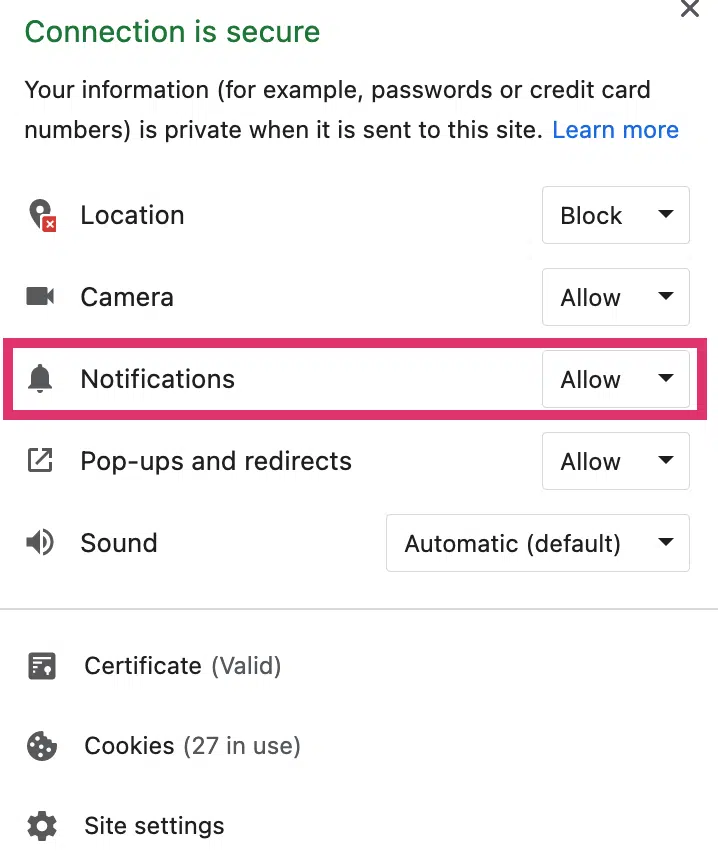 Connection is secure
Your information (for example, passwords or credit card
numbers) is private when it is sent to this site. Learn more
Location Block
Camera Allow
Notifications Allow
Pop-ups and redirects Allow
Sound Automatic (default)
Certificate (Valid)
Cookies (27 in use)
Site settings